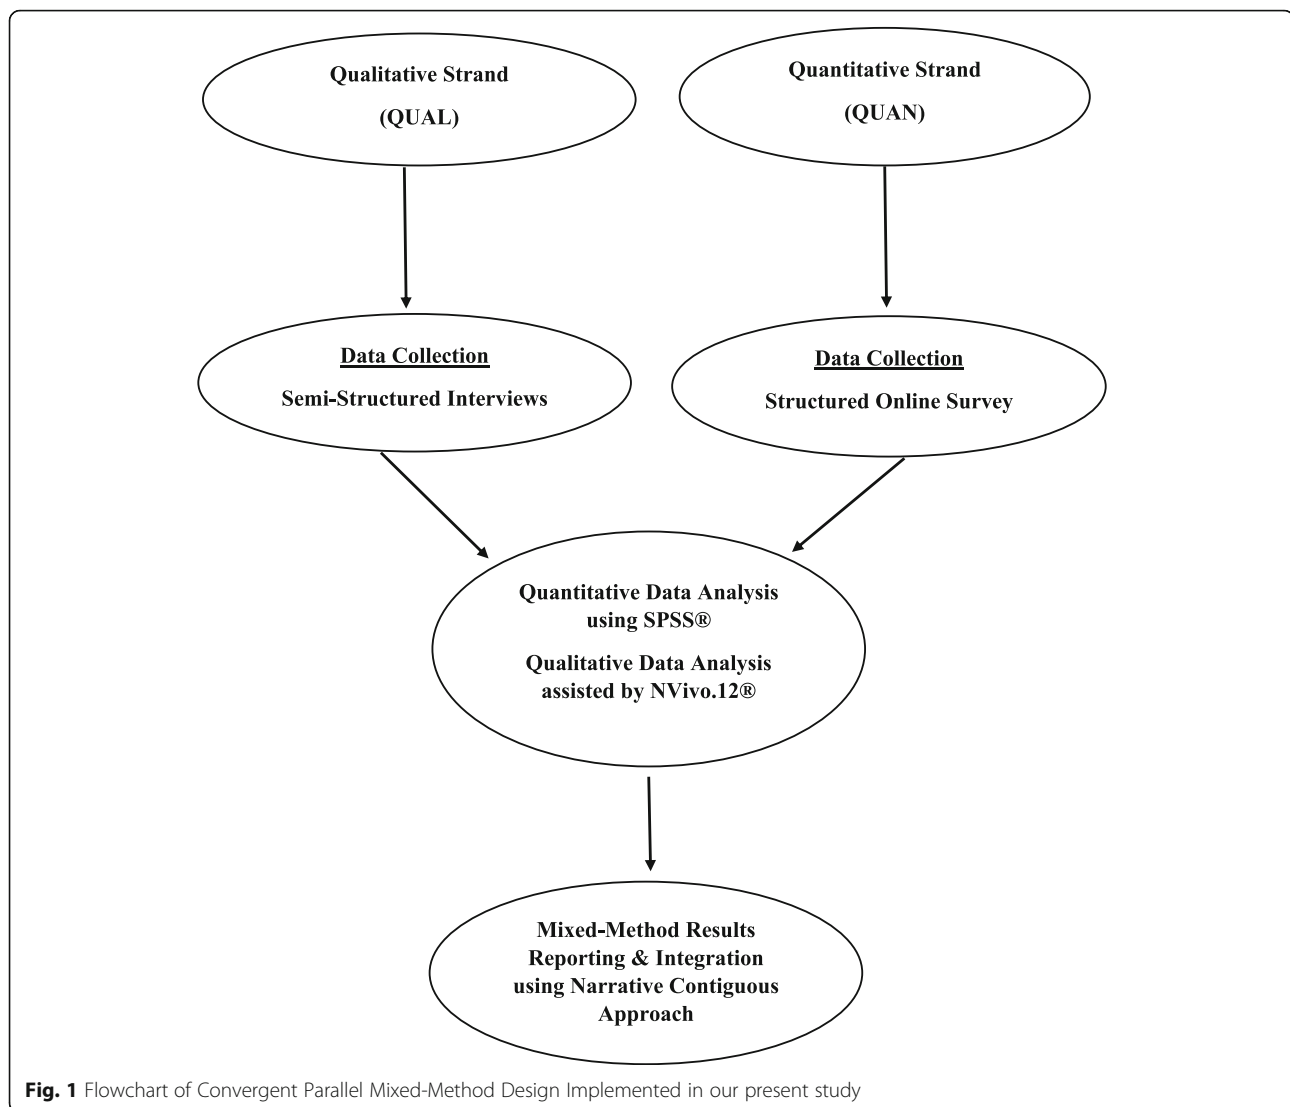 Qualitative Strand
(QUAL)
Quantitative Strand
(QUAN)
Data Collection
Semi-Structured Interviews
Data Collection
Structured Online Survey
Quantitative Data Analysis
using SPSS®
Qualitative Data Analysis
assisted by NVivo.12®
Mixed-Method Results
Reporting & Integration
using Narrative Contiguous
Approach
Fig. 1 Flowchart of Convergent Parallel Mixed-Method Design Implemented in our present study